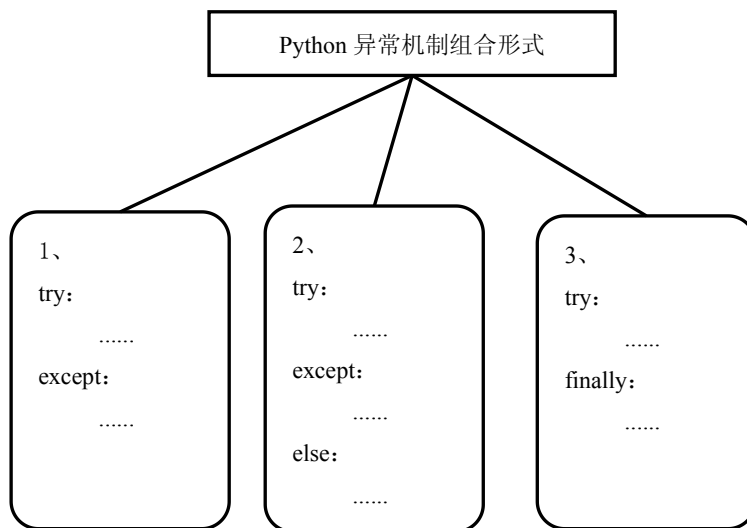 Python 异常机制组合形式
1、
try：
......
except：
......
2、
try：
......
except：
......
else：
......
3、
try：
......
finally：
......